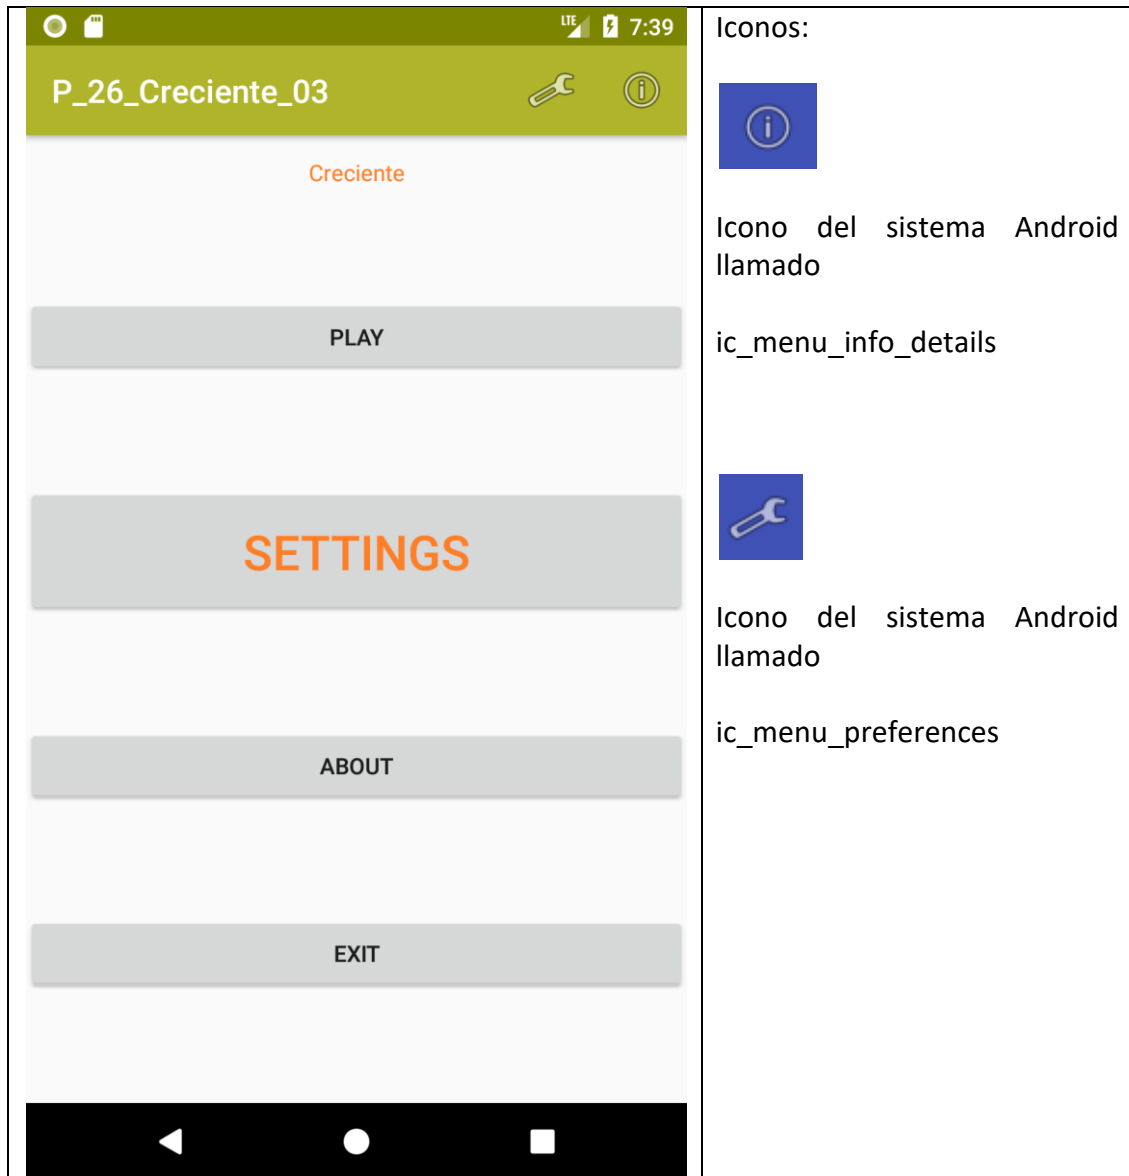 LTE 7:39
P_26_Creciente_03
Creciente
PLAY
SETTINGS
ABOUT
EXIT
Iconos:
Icono del sistema Android
llamado
ic_menu_info_details
Icono del sistema Android
llamado
ic_menu_preferences